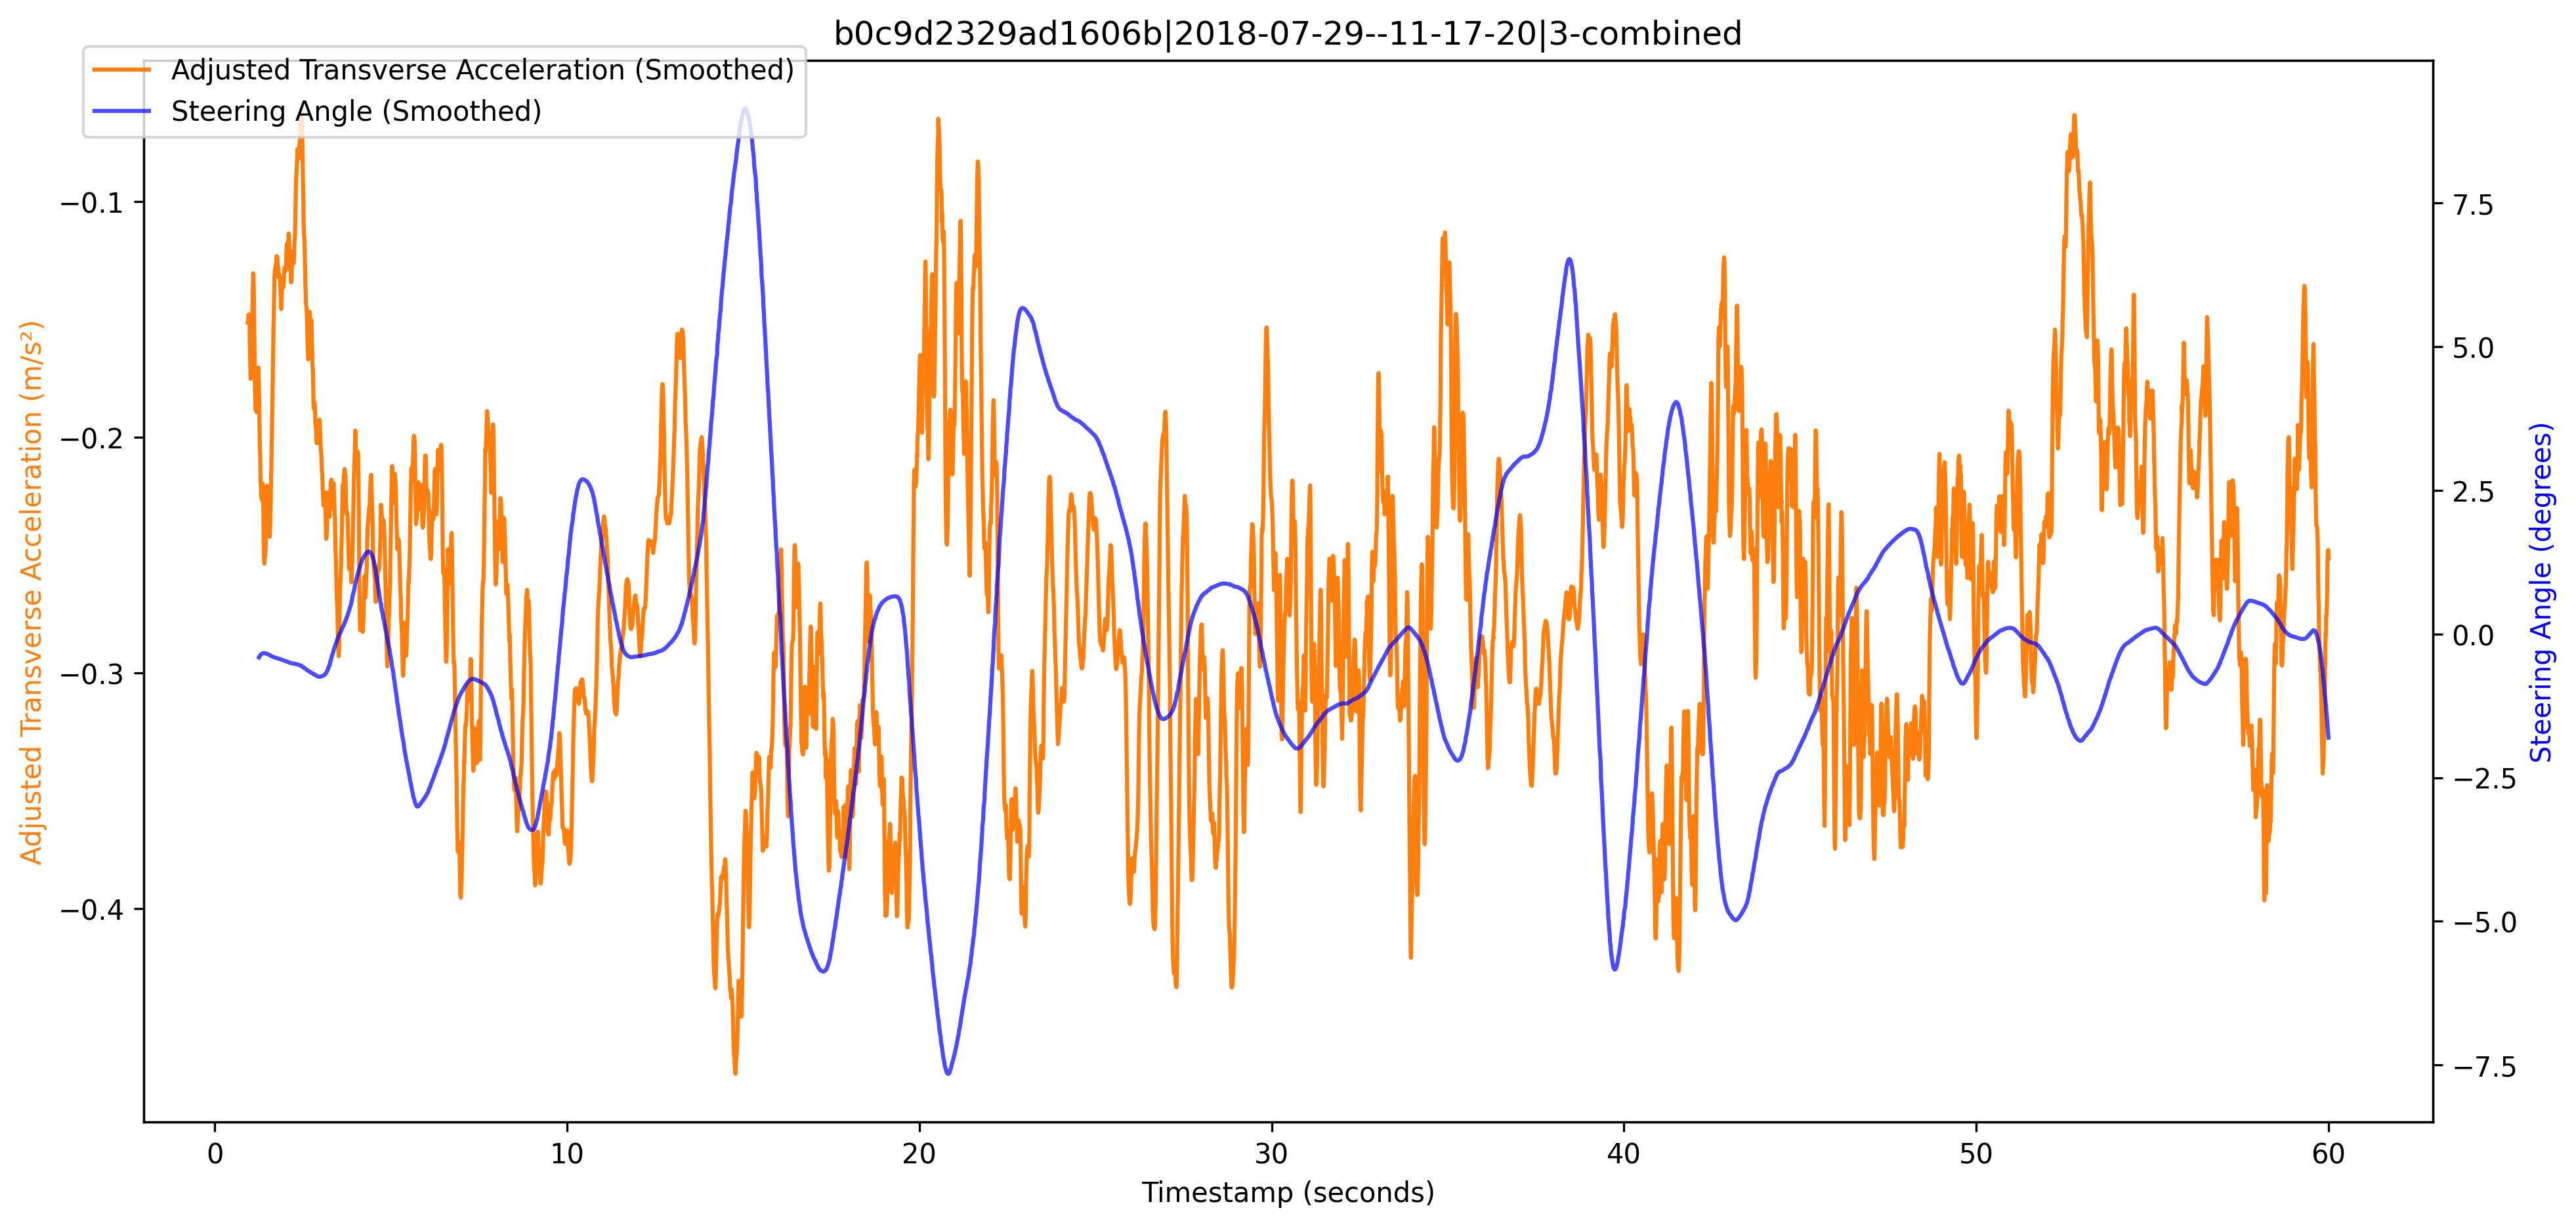 b0c9d2329ad1606b|2018-07-29--11-17-20|3-combined
Adjusted Transverse Acceleration (Smoothed)
Steering Angle (Smoothed)
Adjusted Transverse Acceleration (m/s²)
−0.1
−0.2
−0.3
−0.4
7.5
5.0
2.5
0.0
−2.5
−5.0
−7.5
Steering Angle (degrees)
0 10 20 30 40 50 60
Timestamp (seconds)